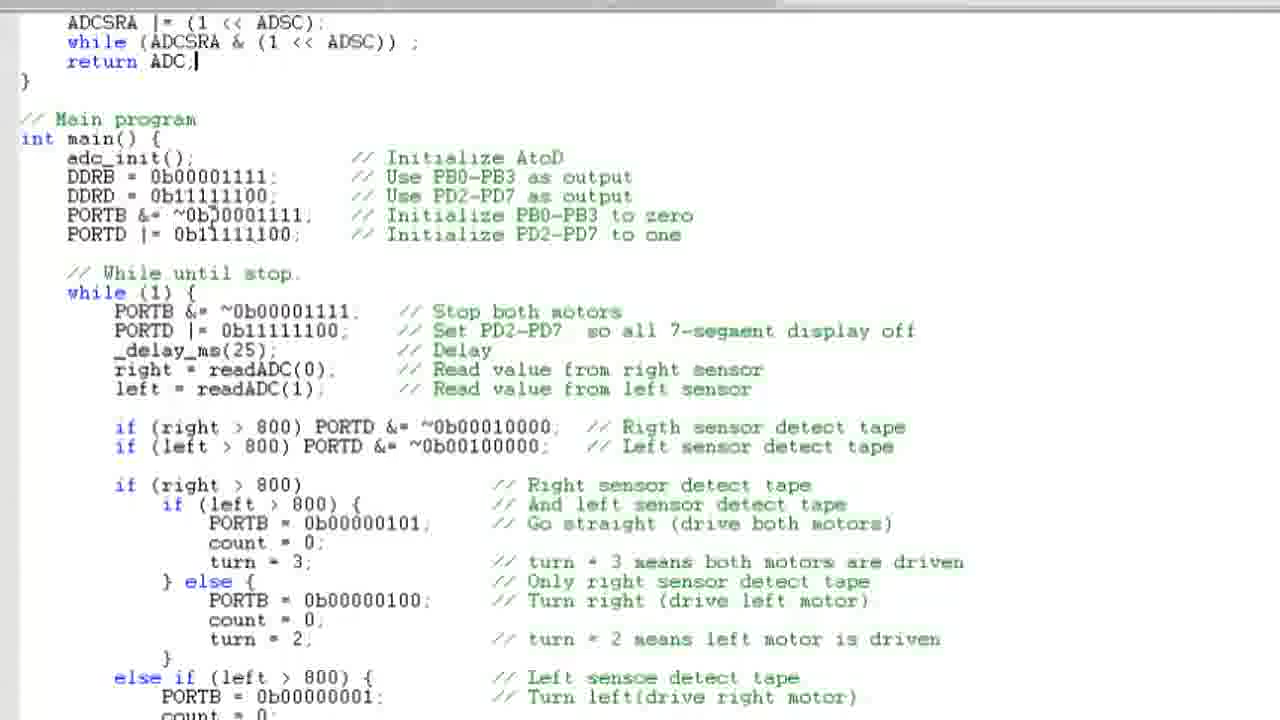 ADCSRA |= (1 << ADSC);
while (ADCSRA & (1 << ADSC)) ;
return ADC;
}
// Main program
int main() {
adc_init(); // Initialize AtoD
DDRB = 0b00001111; // Use PB0-PB3 as output
DDRD = 0b11111100; // Use PD2-PD7 as output
PORTB &= ~0b00001111; // Initialize PB0-PB3 to zero
PORTD |= 0b11111100; // Initialize PD2-PD7 to one
// While until stop.
while (1) {
PORTB &= ~0b00001111; // Stop both motors
PORTD |= 0b11111100; // Set PD2-PD7 so all 7-segment display off
_delay_ms(25); // Delay
right = readADC(0); // Read value from right sensor
left = readADC(1); // Read value from left sensor
if (right > 800) PORTD &= ~0b00010000; // Rigth sensor detect tape
if (left > 800) PORTD &= ~0b00100000; // Left sensor detect tape
if (right > 800) // Right sensor detect tape
if (left > 800) { // And left sensor detect tape
PORTB = 0b00000101; // Go straight (drive both motors)
count = 0;
turn = 3; // turn = 3 means both motors are driven
} else { // Only right sensor detect tape
PORTB = 0b00000100; // Turn right (drive left motor)
count = 0;
turn = 2; // turn = 2 means left motor is driven
}
else if (left > 800) { // Left sensoe detect tape
PORTB = 0b00000001; // Turn left(drive right motor)
count = 0;